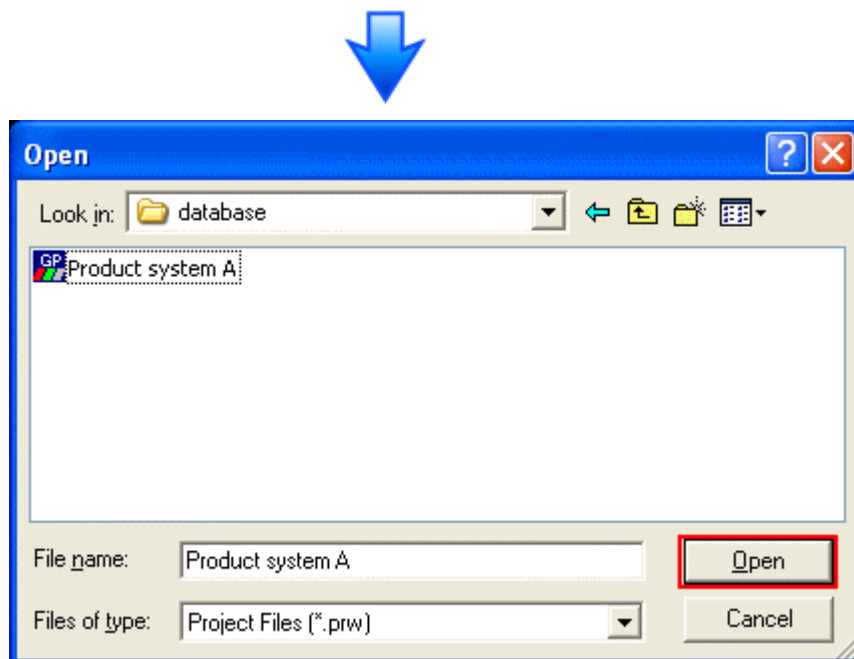 Open
Look in: database
GP Product system A
File name: Product system A Open
Files of type: Project Files (*.prw) Cancel